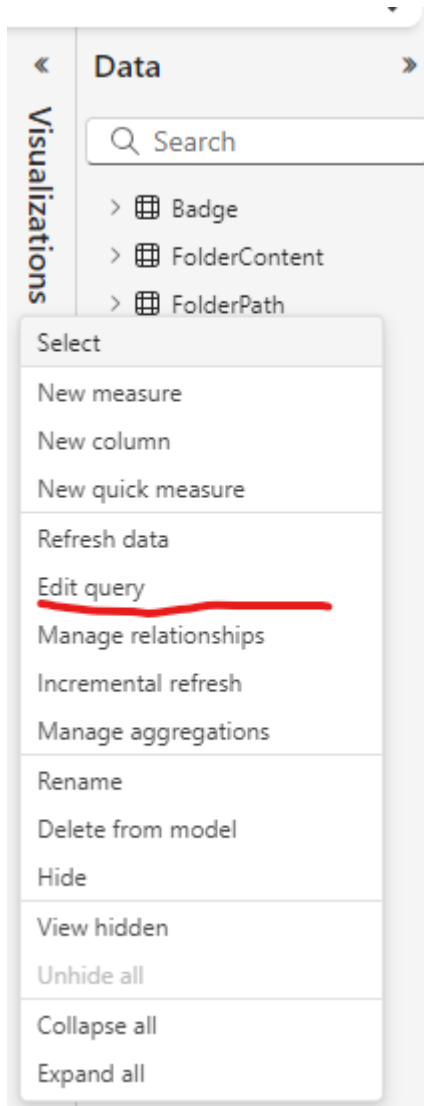 Data
Visualizations
Search
Badge
FolderContent
FolderPath
Select
New measure
New column
New quick measure
Refresh data
Edit query
Manage relationships
Incremental refresh
Manage aggregations
Rename
Delete from model
Hide
View hidden
Unhide all
Collapse all
Expand all